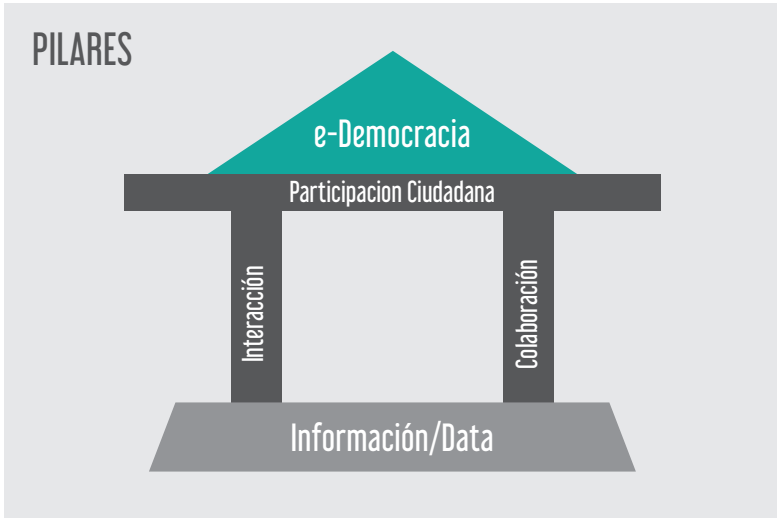 PILARES
e-Democracia
Participacion Ciudadana
Interacción
Colaboración
Información/Data